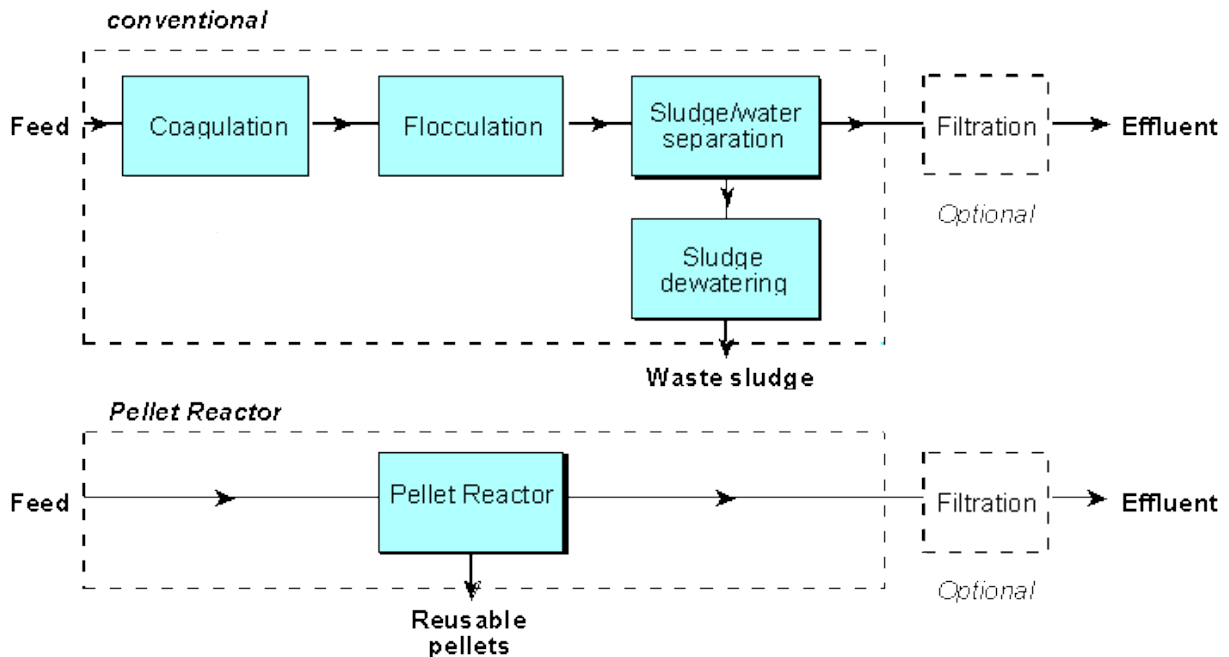 conventional
Feed
Coagulation
Flocculation
Sludge/water
separation
Filtration
Effluent
Optional
Sludge
dewatering
Waste sludge
Pellet Reactor
Feed
Pellet Reactor
Filtration
Effluent
Optional
Reusable
pellets